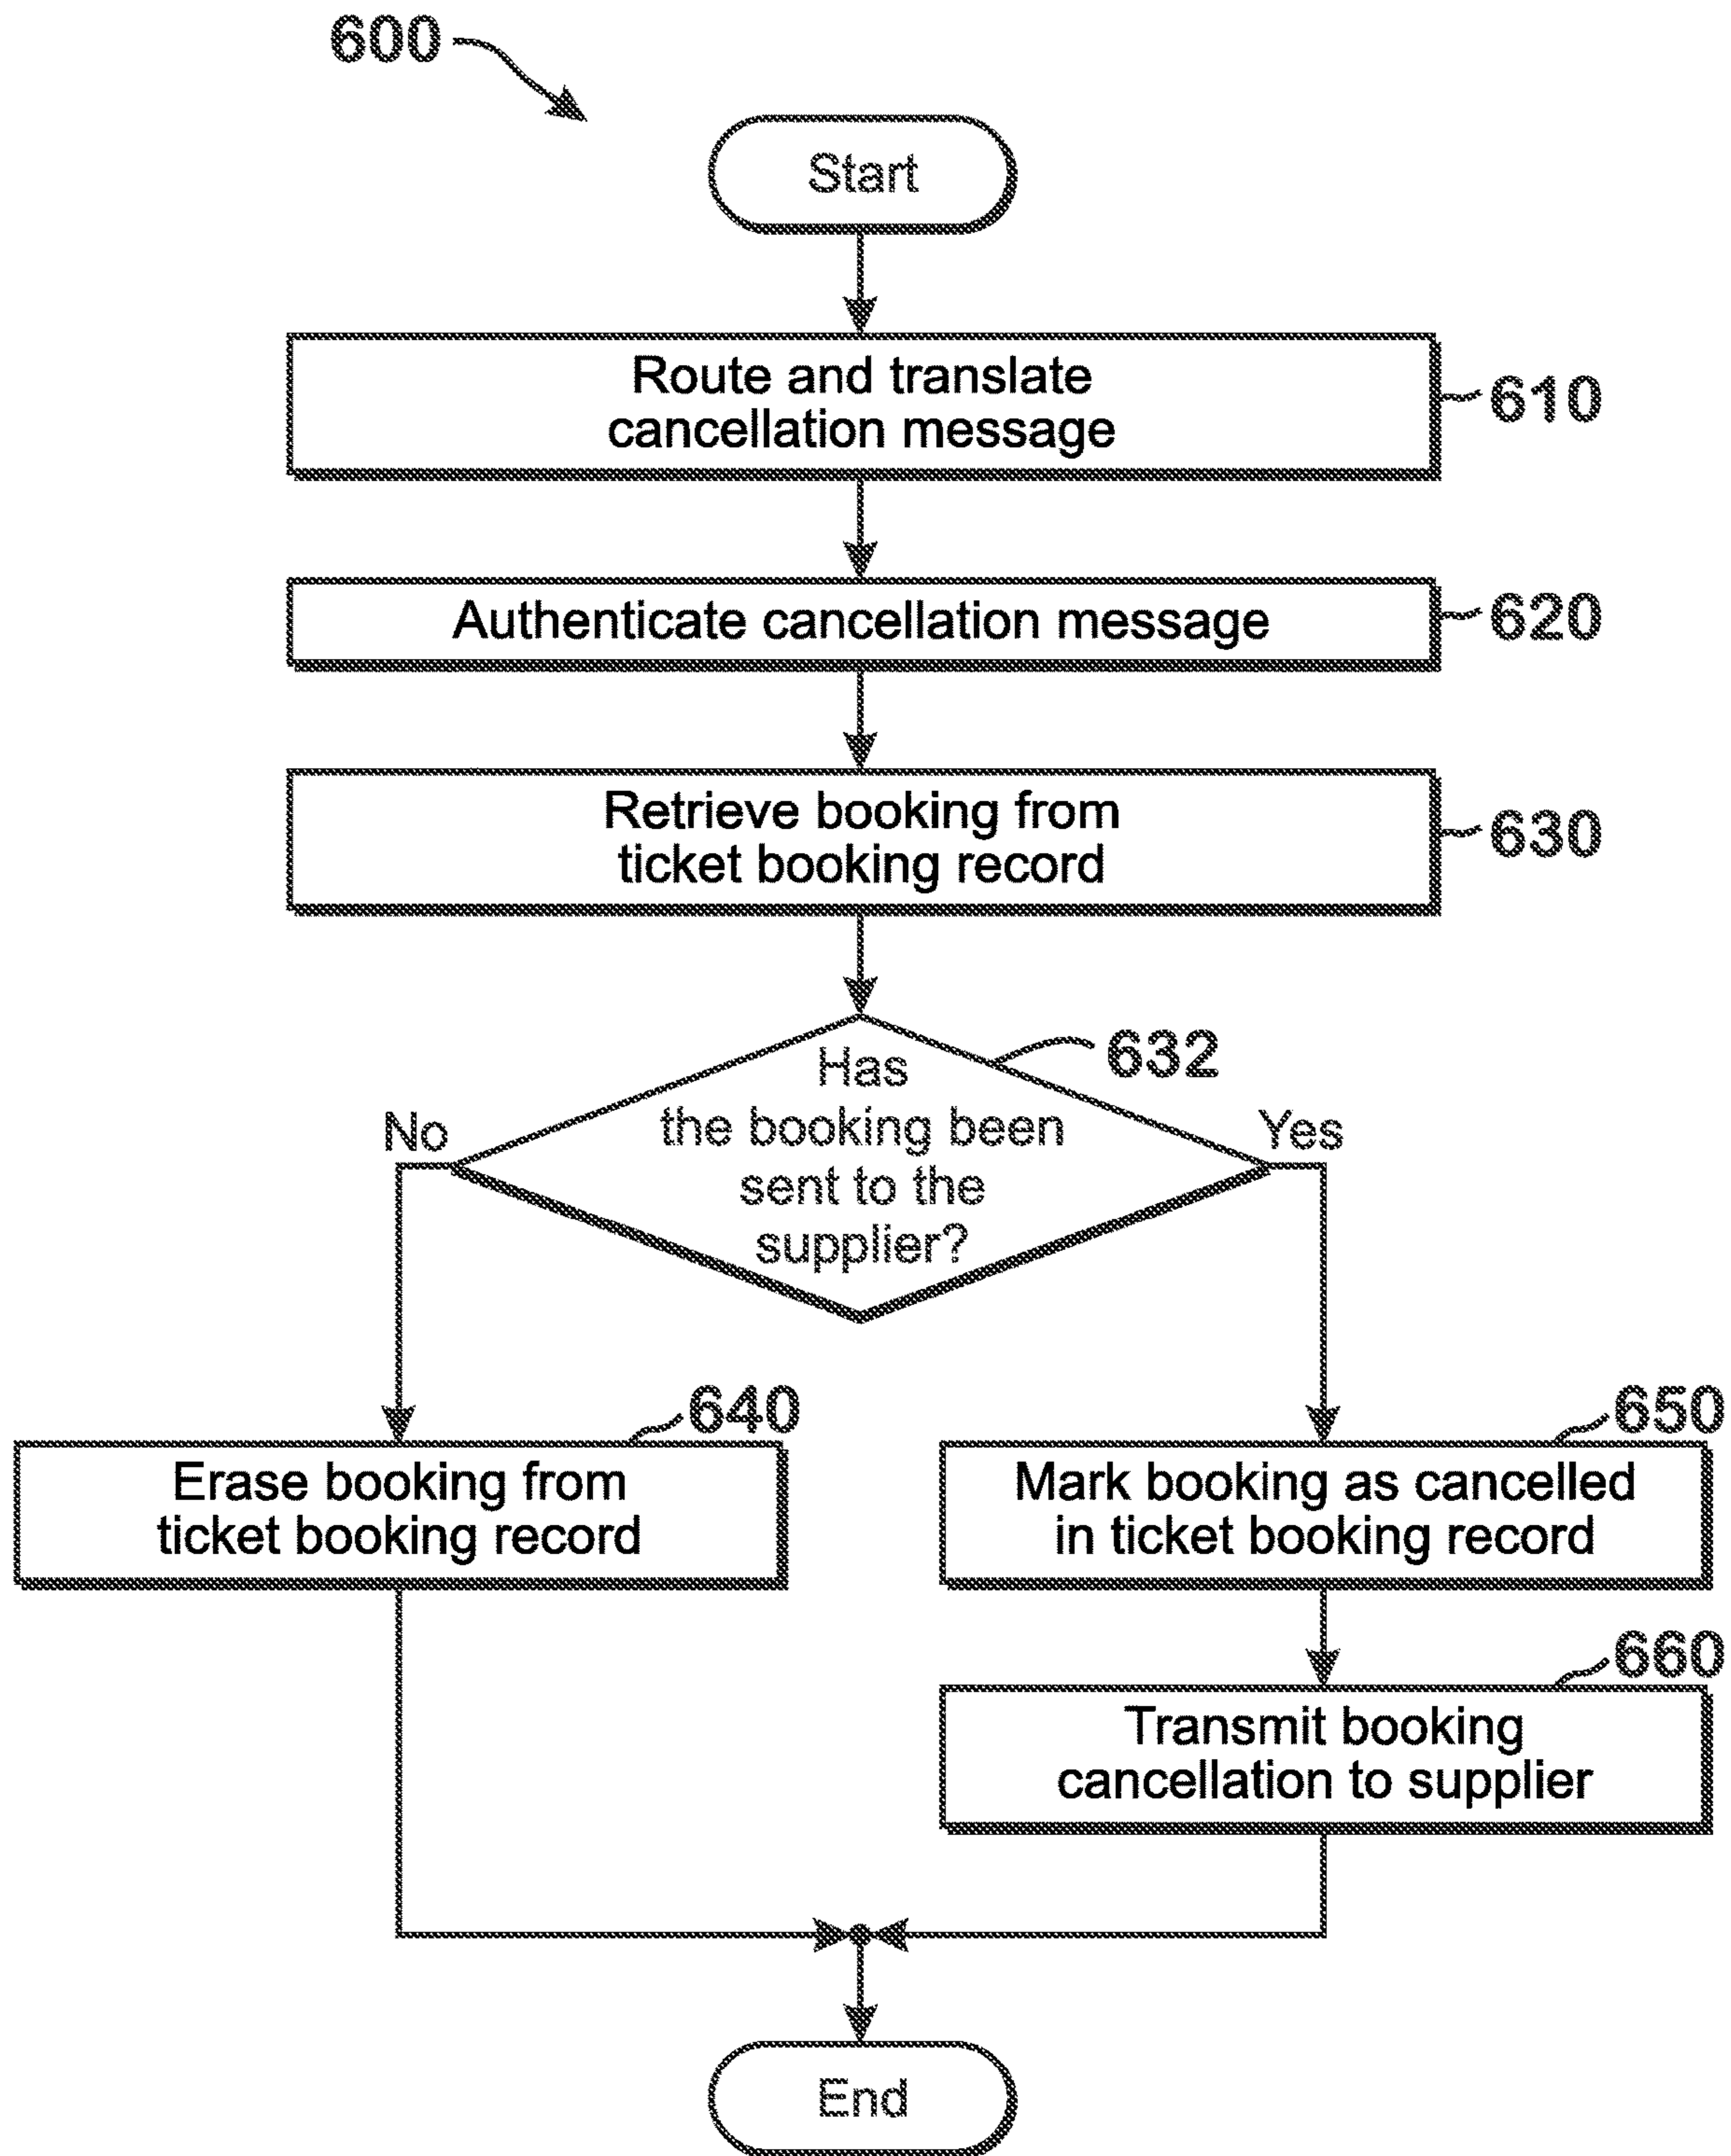 600
Start
Route and translate
cancellation message
610
Authenticate cancellation message
620
Retrieve booking from
ticket booking record
630
632
Has
the booking been
sent to the
supplier?
No
Yes
640
Erase booking from
ticket booking record
650
Mark booking as cancelled
in ticket booking record
660
Transmit booking
cancellation to supplier
End